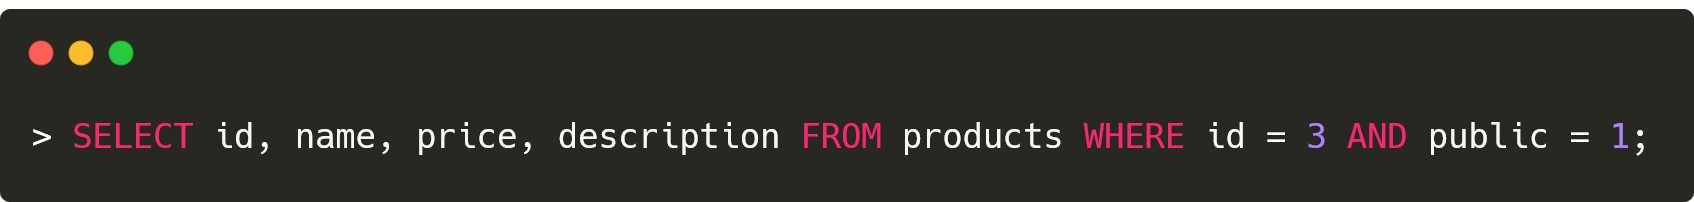 > SELECT id, name, price, description FROM products WHERE id = 3 AND public = 1;